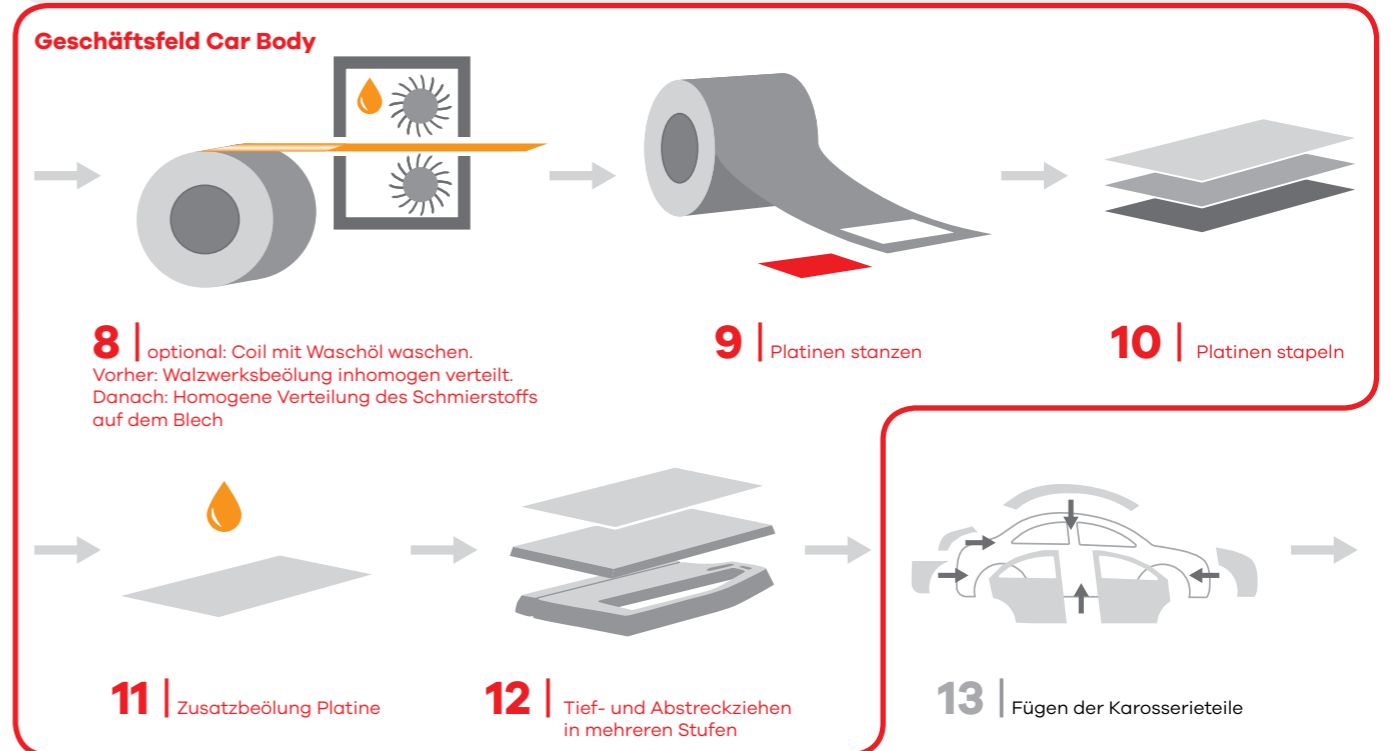 Geschäftsfeld Car Body
8 | optional: Coil mit Waschöl waschen.
Vorher: Walzwerksbeölung inhomogen verteilt.
Danach: Homogene Verteilung des Schmierstoffs
auf dem Blech
9 | Platinen stanzen
10 | Platinen stapeln
11 | Zusatzbeölung Platine
12 | Tief- und Abstreckziehen
in mehreren Stufen
13 | Fügen der Karosserieteile